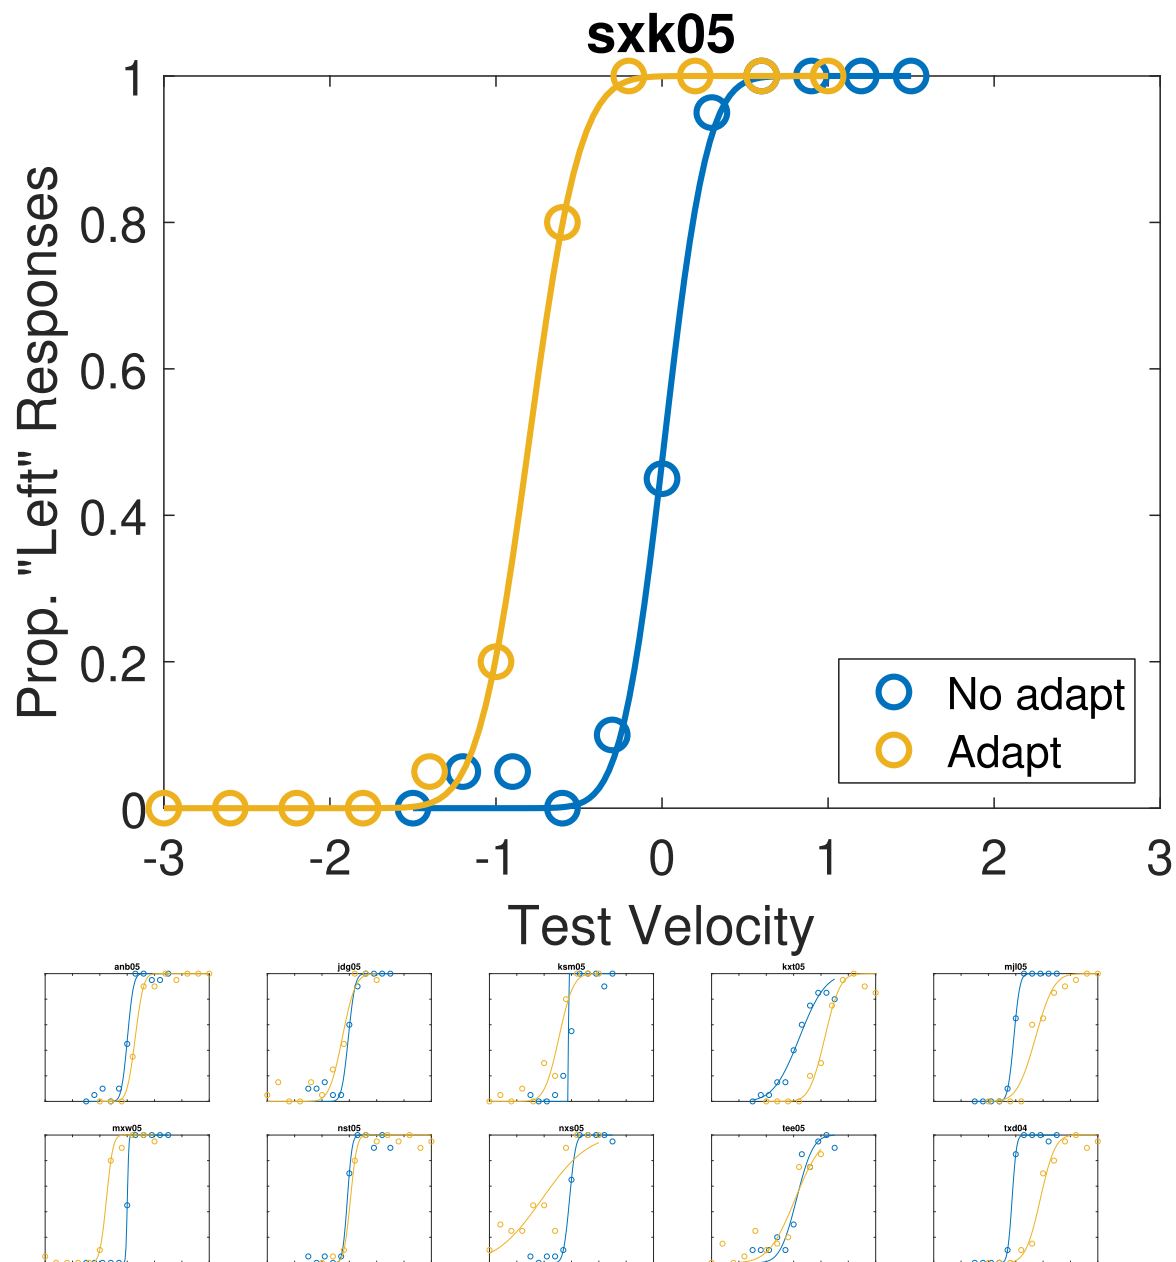 sxk05
1
0.8
0.6
0.4
0.2
0
Prop. "Left" Responses
No adapt
Adapt
-3 -2 -1 0 1 2 3
Test Velocity
anb05 jdg05 ksm05 kxt05 mjl05
mxw05 nst05 nxs05 tee05 txd04